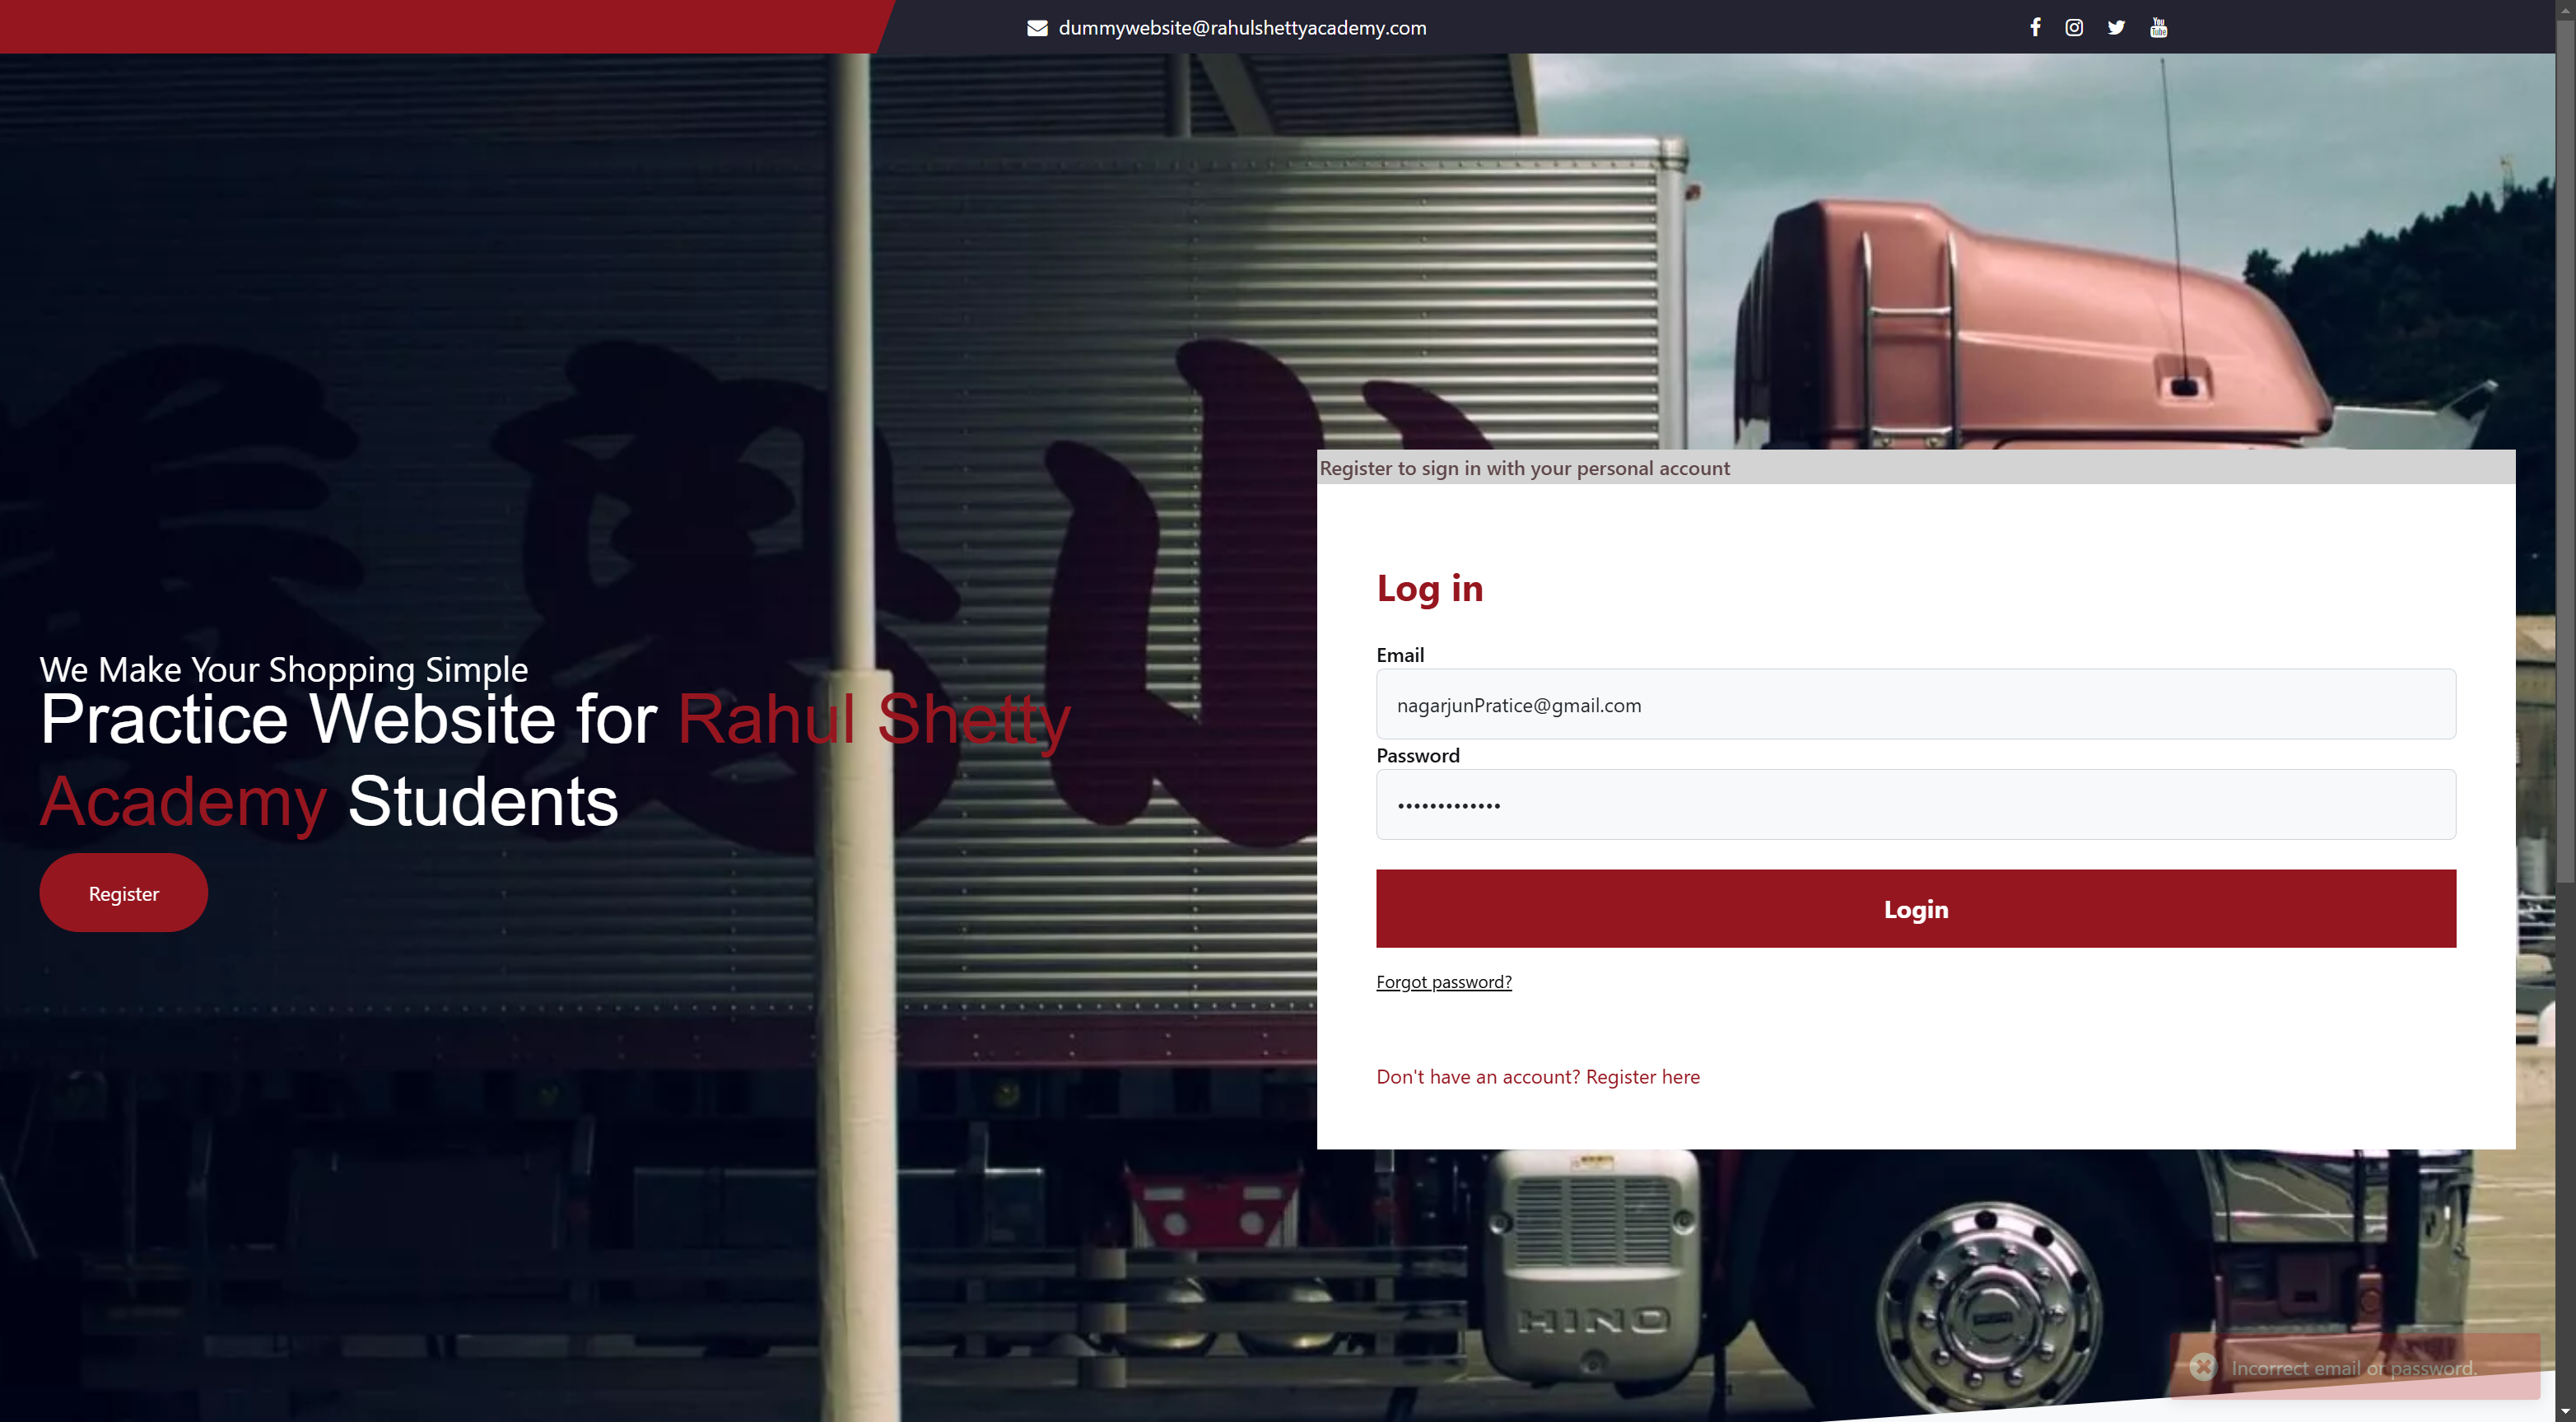 dummywebsite@rahulshettyacademy.com
We Make Your Shopping Simple
Practice Website for Rahul Shetty
Academy Students
Register
Register to sign in with your personal account
Log in
Email
nagarjunPratice@gmail.com
Password
•••••••••••••
Login
Forgot password?
Don't have an account? Register here
HINO
Incorrect email or password.